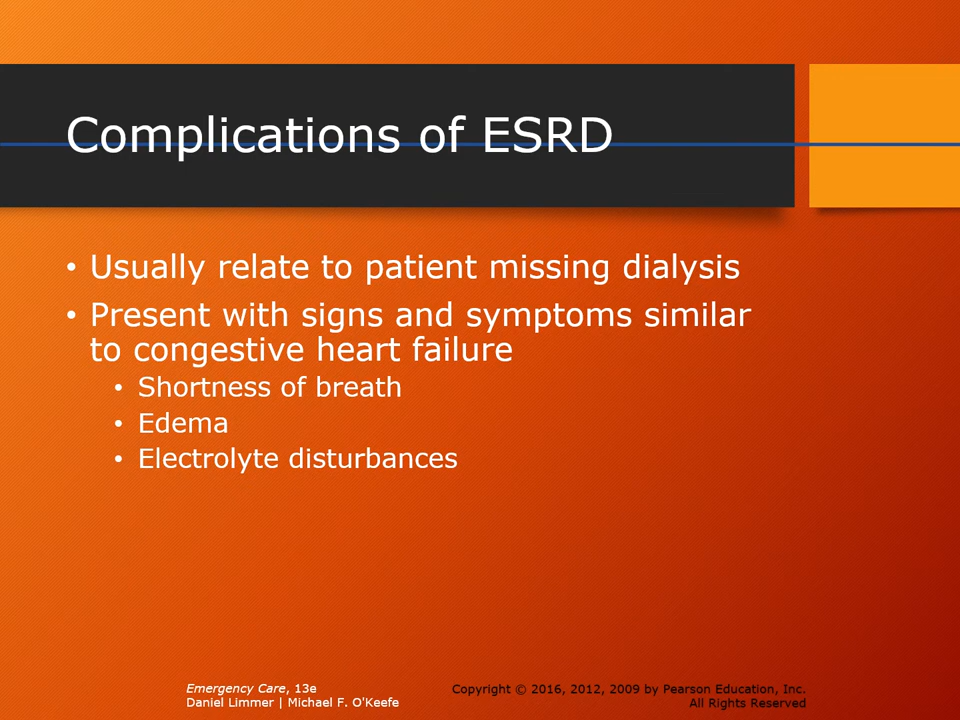 Complications of ESRD
• Usually relate to patient missing dialysis
• Present with signs and symptoms similar
to congestive heart failure
• Shortness of breath
• Edema
• Electrolyte disturbances
Emergency Care, 13e
Daniel Limmer | Michael F. O'Keefe
Copyright © 2016, 2012, 2009 by Pearson Education, Inc.
All Rights Reserved